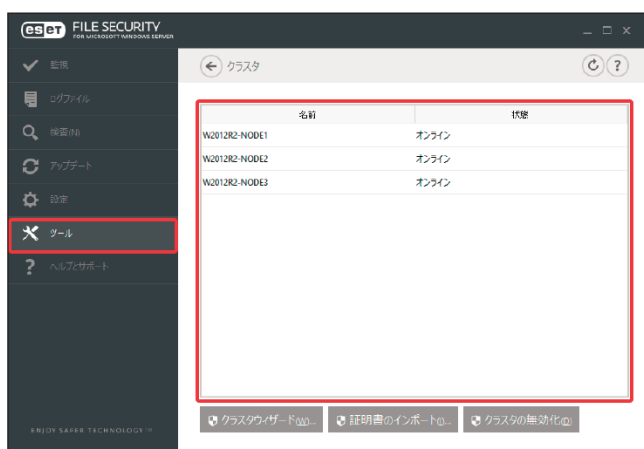 eset FILE SECURITY
FOR MICROSOFT WINDOWS SERVER
監視
ログファイル
検査(N)
アップデート
設定
ツール
ヘルプとサポート
ENJOY SAFER TECHNOLOGY™
クラスタ
名前 状態
W2012R2-NODE1 オンライン
W2012R2-NODE2 オンライン
W2012R2-NODE3 オンライン
クラスタウィザード(W)... 証明書のインポート(I)... クラスタの無効化(D)